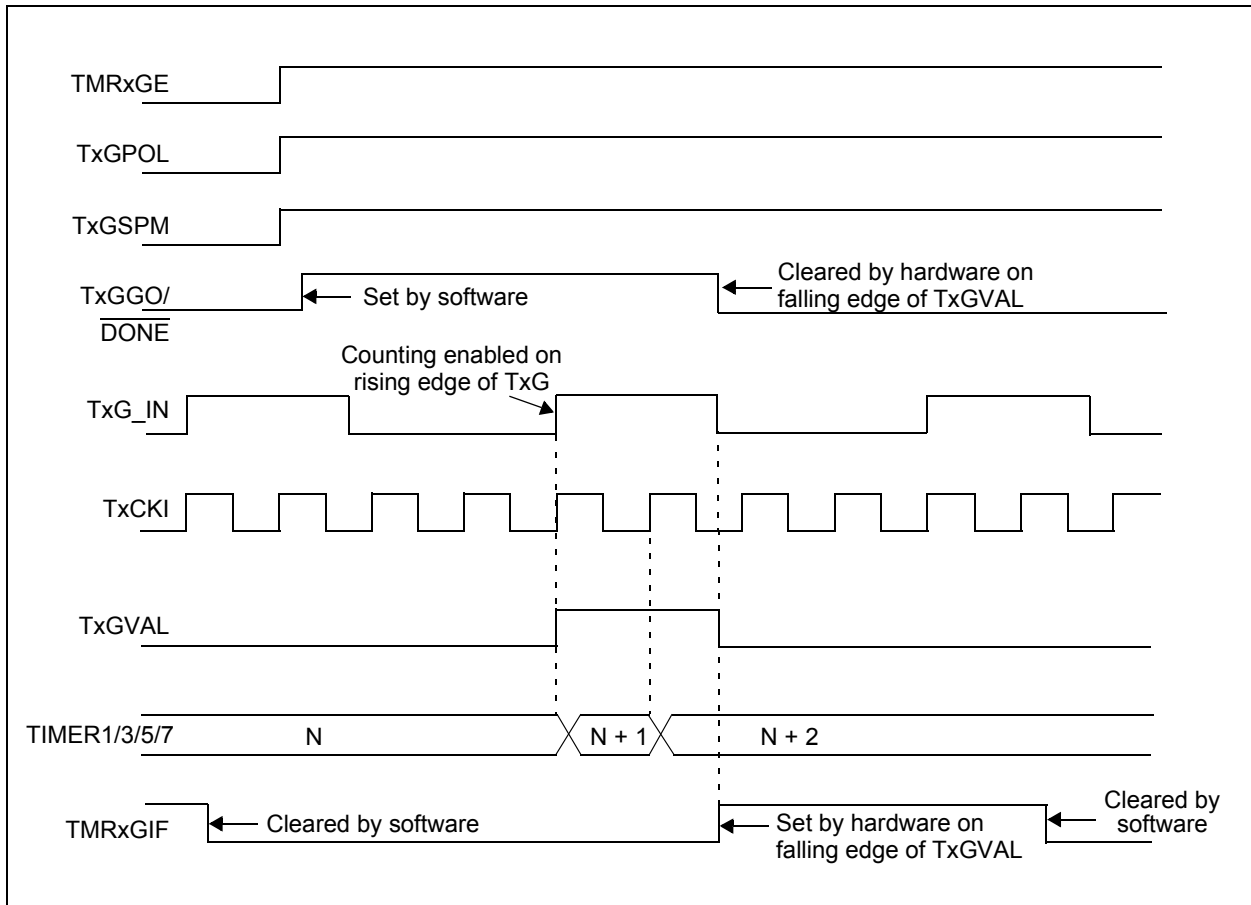 TMRxGE
TxGPOL
TxGSPM
TxGGO/
DONE
Set by software
Cleared by hardware on
falling edge of TxGVAL
Counting enabled on
rising edge of TxG
TxG_IN
TxCKI
TxGVAL
TIMER1/3/5/7
N
N + 1
N + 2
TMRxGIF
Cleared by software
Set by hardware on
falling edge of TxGVAL
Cleared by
software